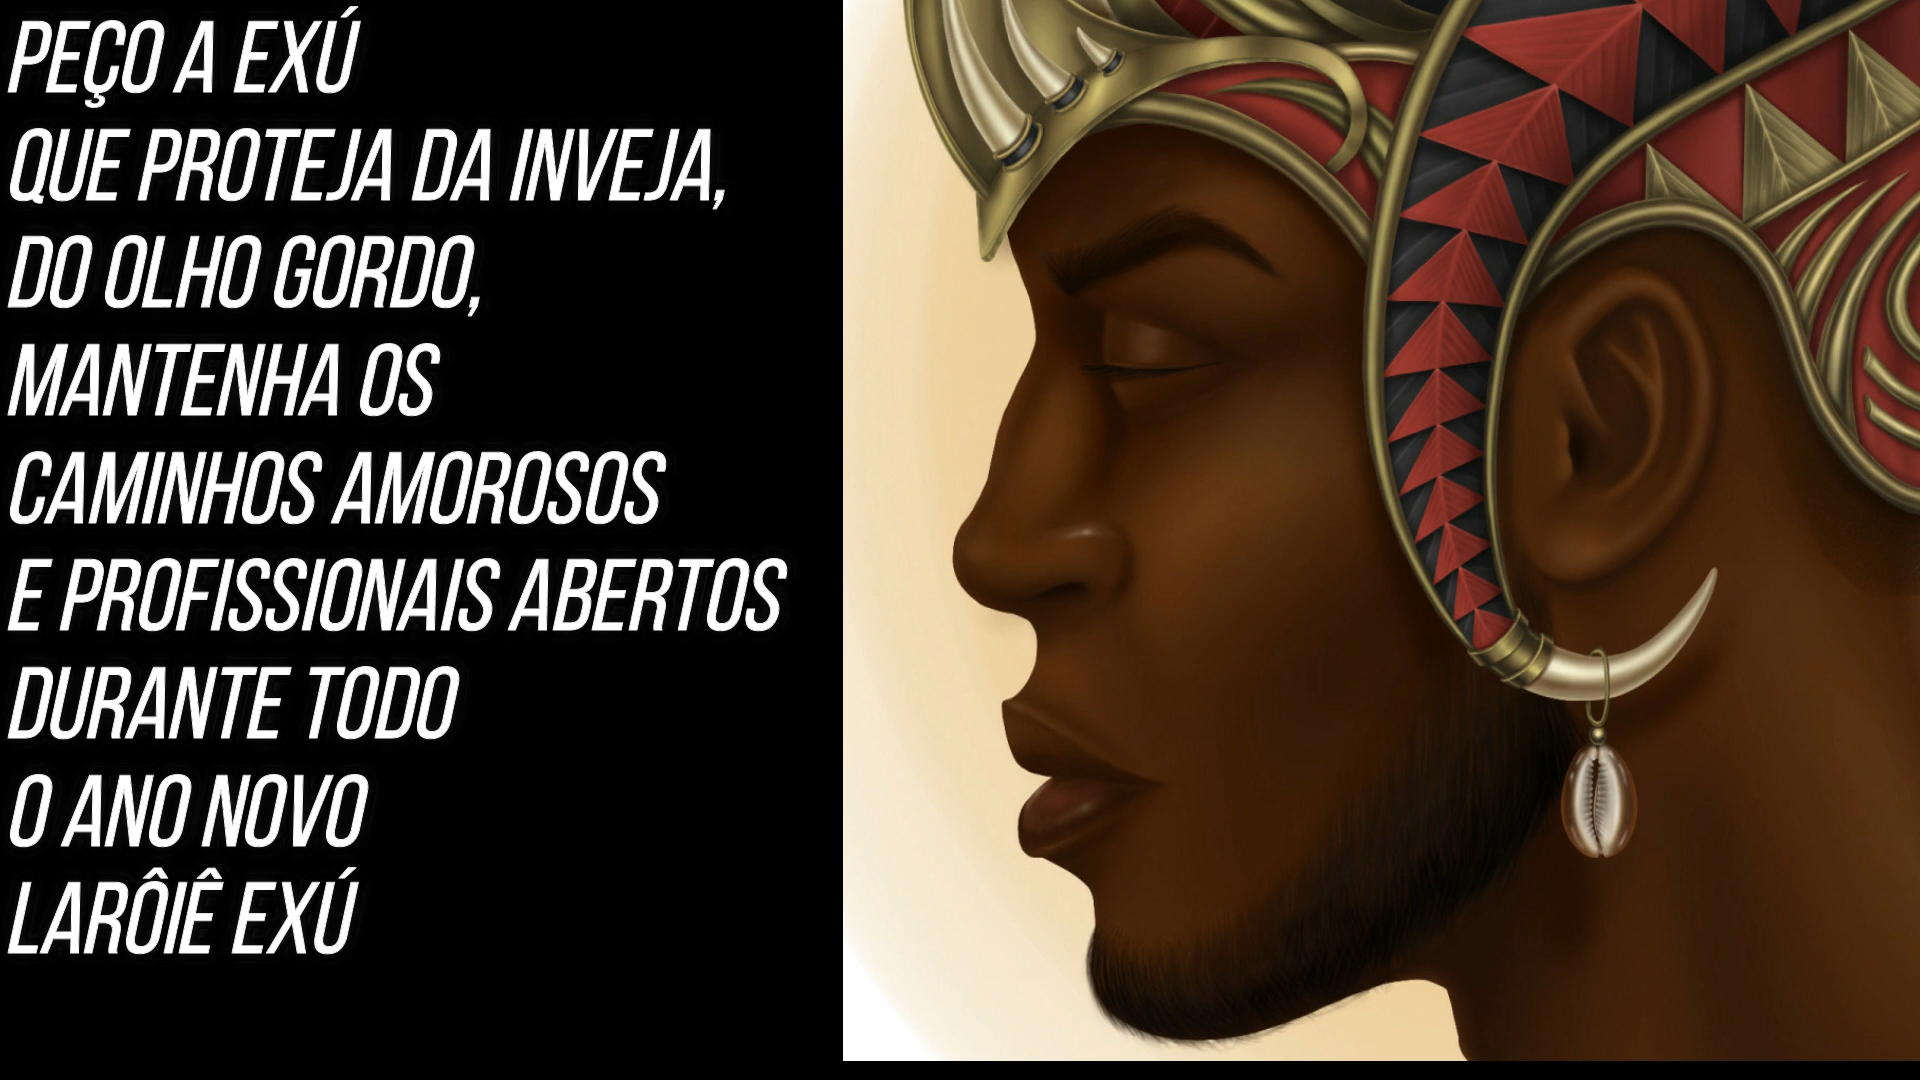 PEÇO A EXÚ
QUE PROTEJA DA INVEJA,
DO OLHO GORDO,
MANTENHA OS
CAMINHOS AMOROSOS
E PROFISSIONAIS ABERTOS
DURANTE TODO
O ANO NOVO
LARÔIÊ EXÚ